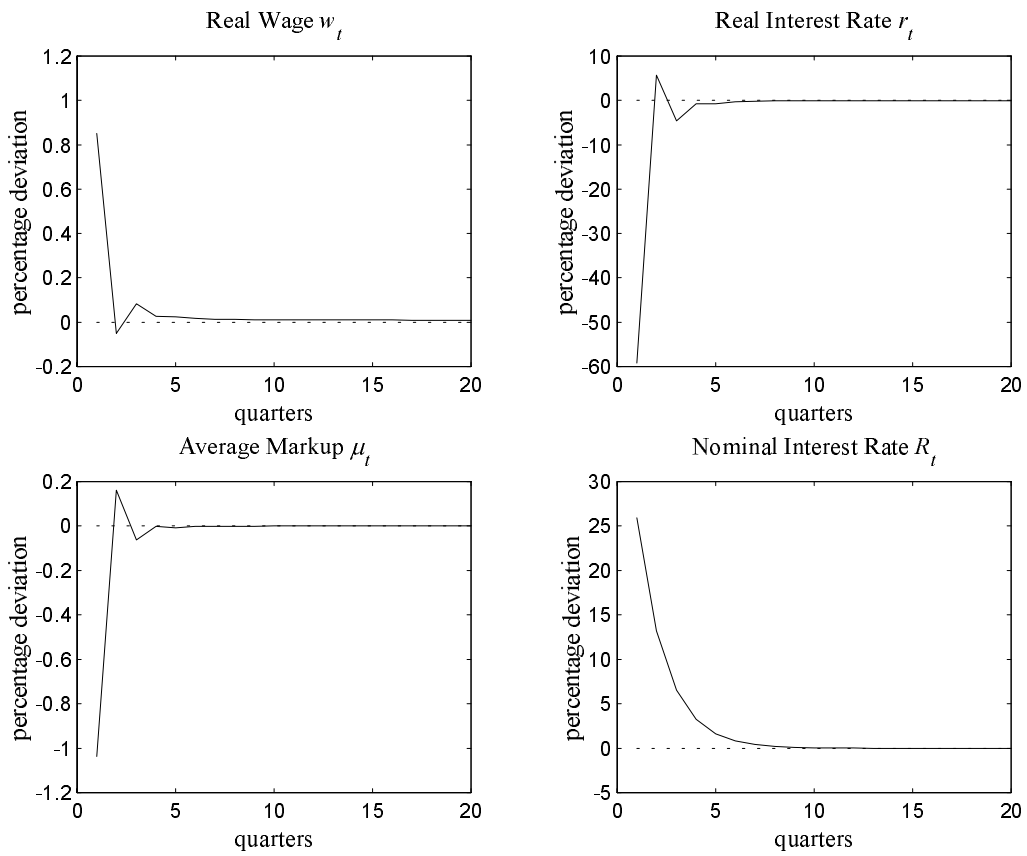 Real Wage w_t
1.2
1
0.8
0.6
0.4
0.2
0
-0.2
percentage deviation
0 5 10 15 20
quarters
Real Interest Rate r_t
10
0
-10
-20
-30
-40
-50
-60
percentage deviation
0 5 10 15 20
quarters
Average Markup μ_t
0.2
0
-0.2
-0.4
-0.6
-0.8
-1
-1.2
percentage deviation
0 5 10 15 20
quarters
Nominal Interest Rate R_t
30
25
20
15
10
5
0
-5
percentage deviation
0 5 10 15 20
quarters